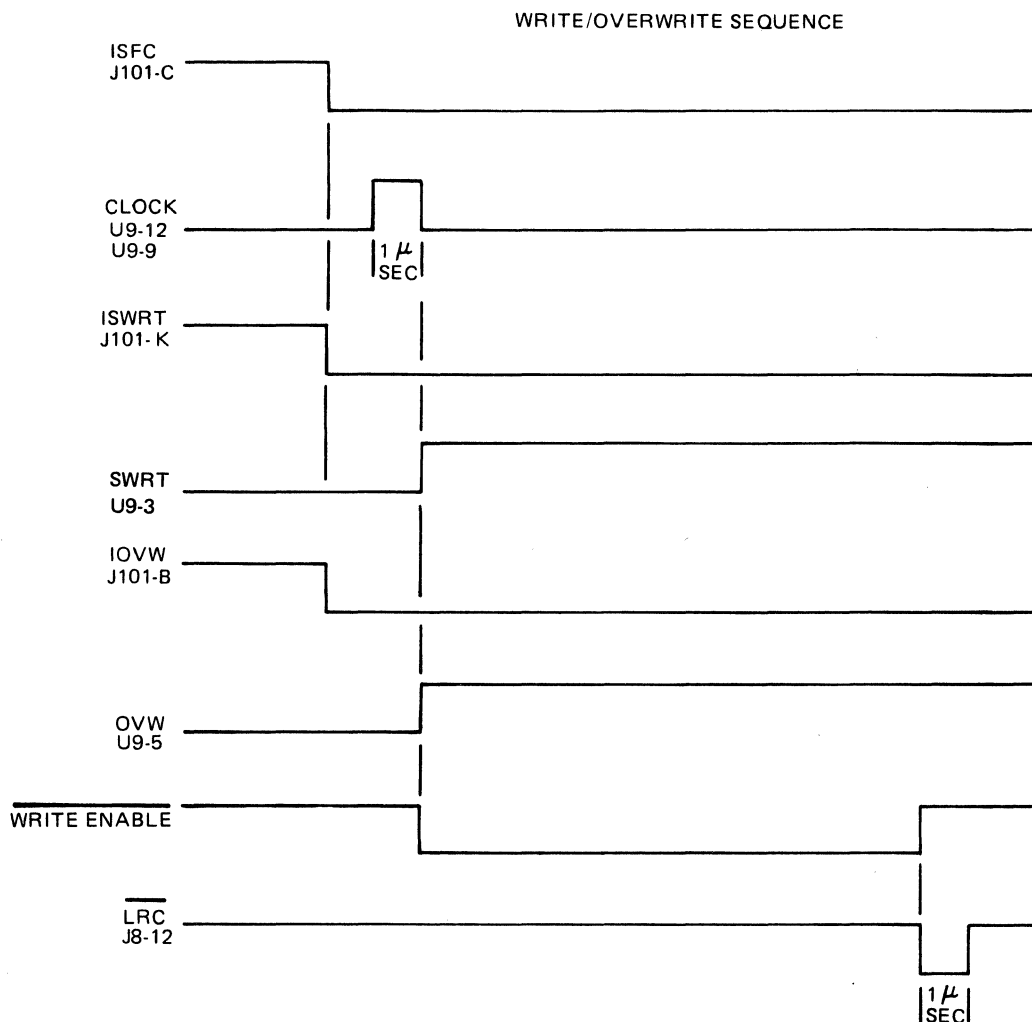 WRITE/OVERWRITE SEQUENCE
ISFC
J101-C
CLOCK
U9-12
U9-9
1 μ
SEC
ISWRT
J101-K
SWRT
U9-3
IOVW
J101-B
OVW
U9-5
WRITE ENABLE
LRC
J8-12
1 μ
SEC